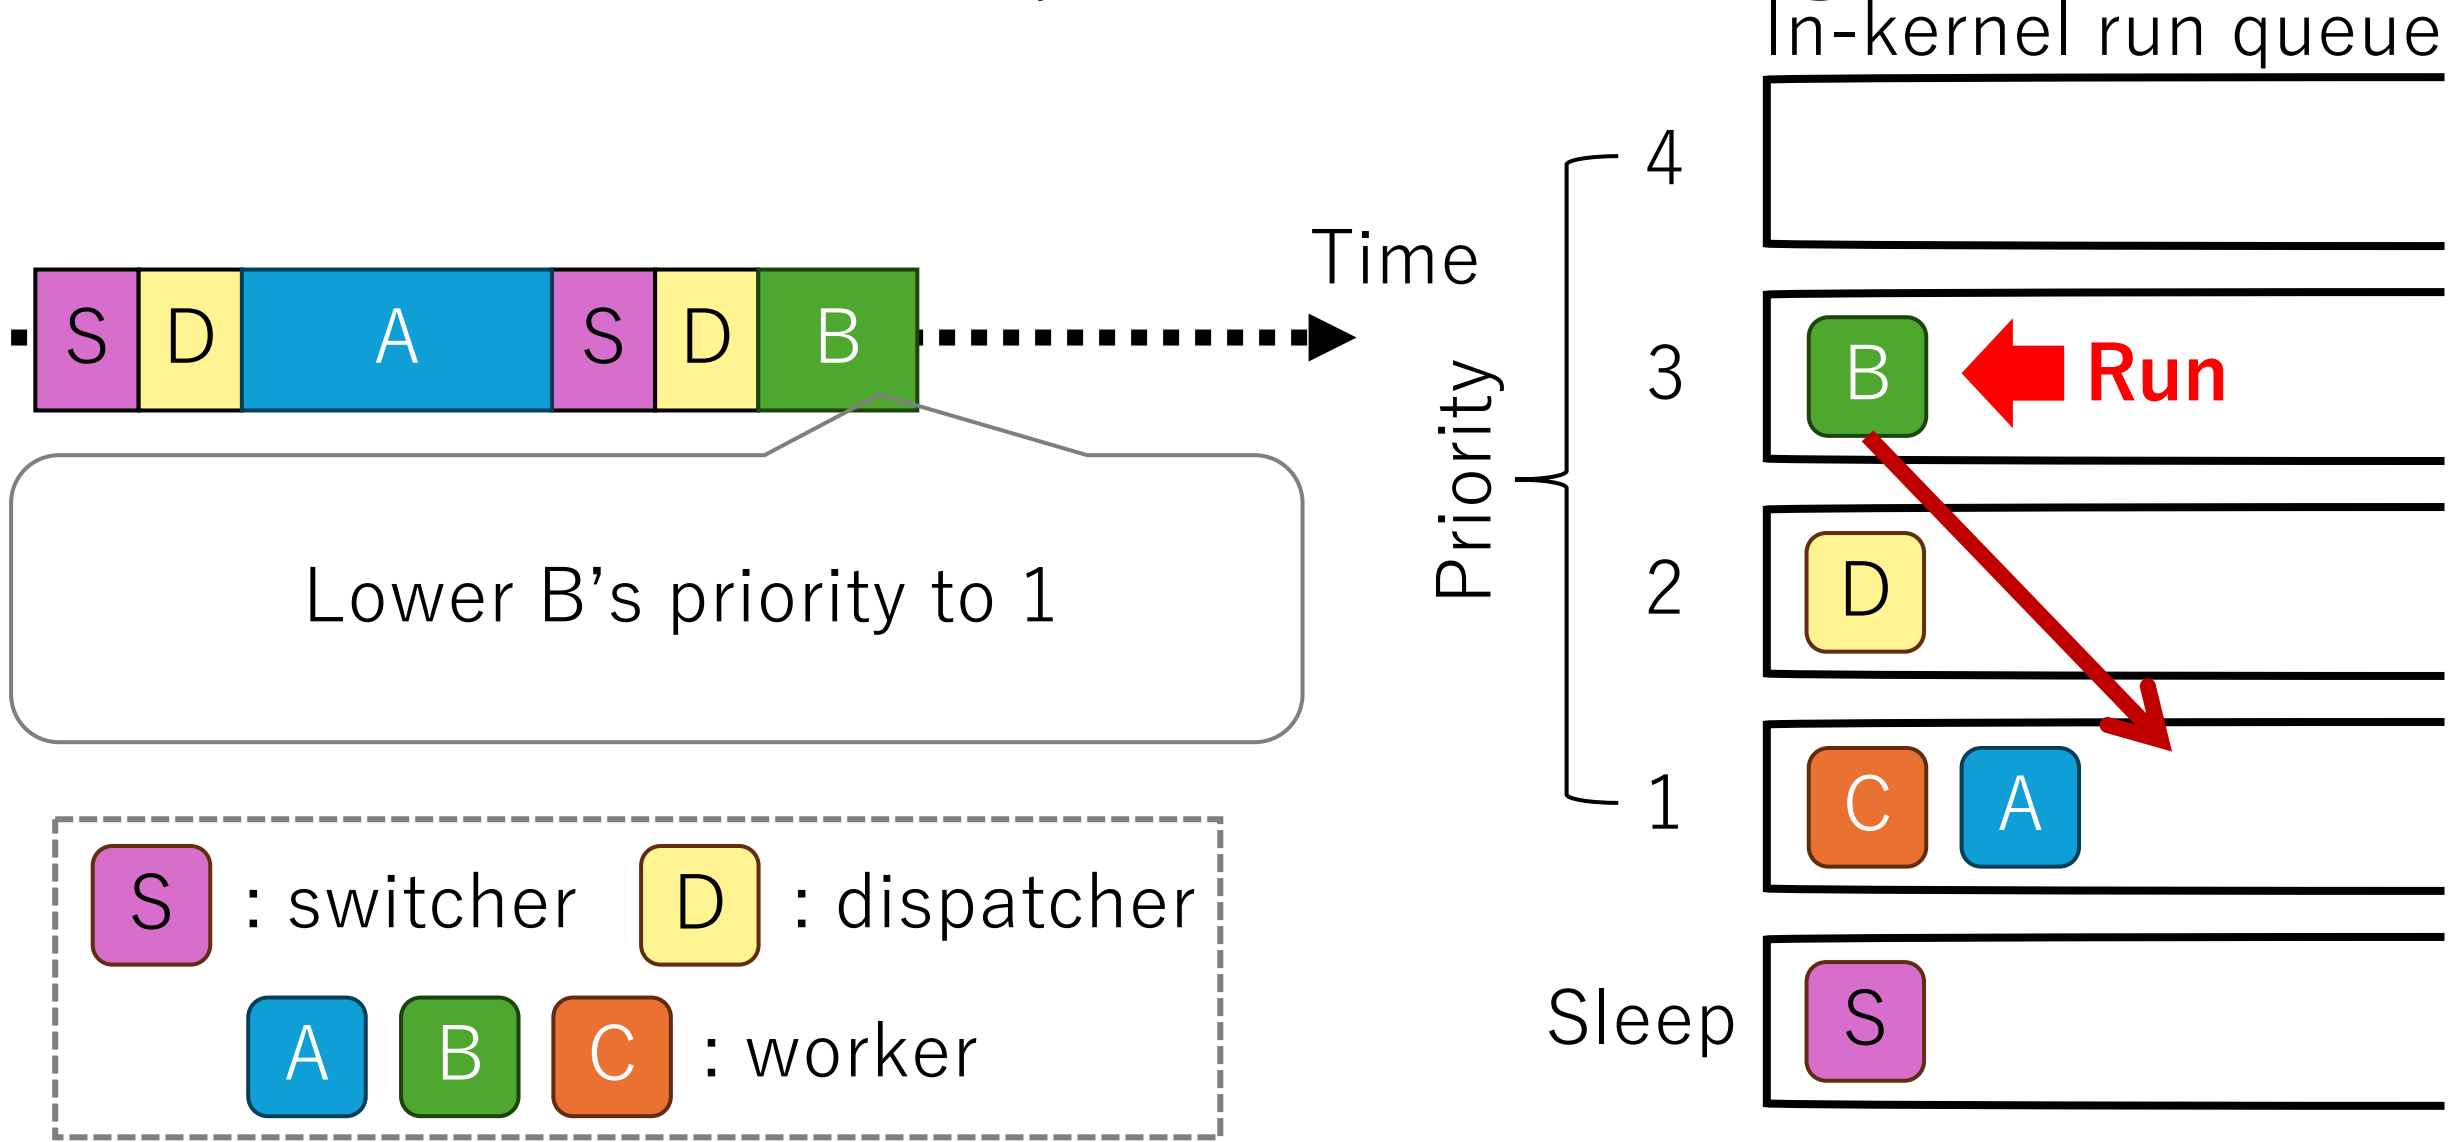 In-kernel run queue
4
Time
S D A S D B
Priority
3
B
Run
Lower B's priority to 1
2
D
1
C A
S : switcher D : dispatcher
A B C : worker
Sleep
S